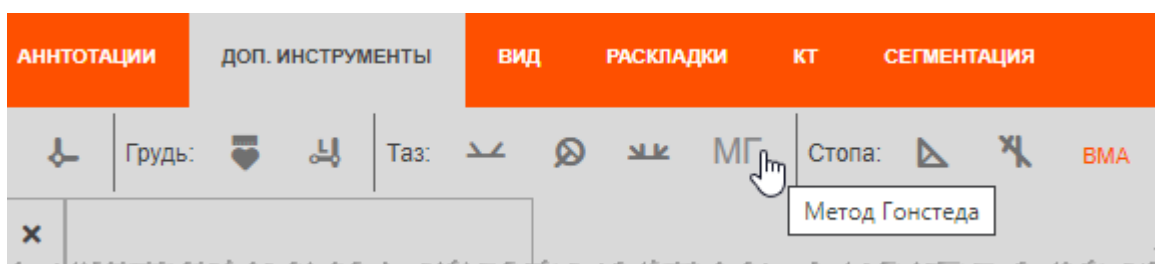 АННТОТАЦИИ ДОП. ИНСТРУМЕНТЫ ВИД РАСКЛАДКИ КТ СЕГМЕНТАЦИЯ
Грудь: Таз: МГ Стопа: ВМА
Метод Гонстеда